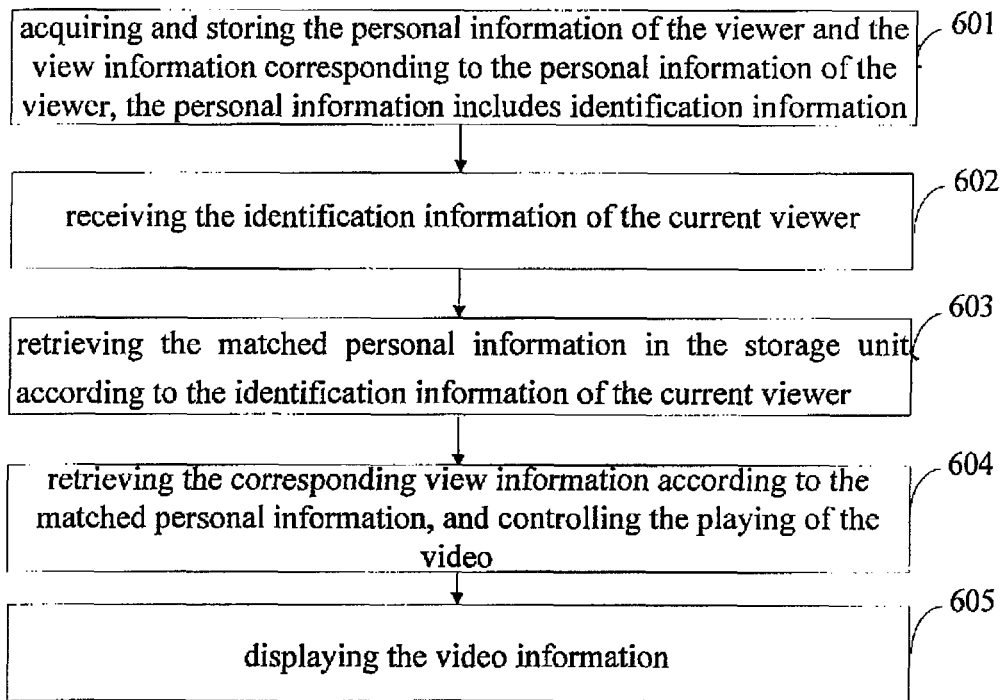 acquiring and storing the personal information of the viewer and the
view information corresponding to the personal information of the
viewer, the personal information includes identification information
601
receiving the identification information of the current viewer
602
retrieving the matched personal information in the storage unit
according to the identification information of the current viewer
603
retrieving the corresponding view information according to the
matched personal information, and controlling the playing of the
video
604
displaying the video information
605